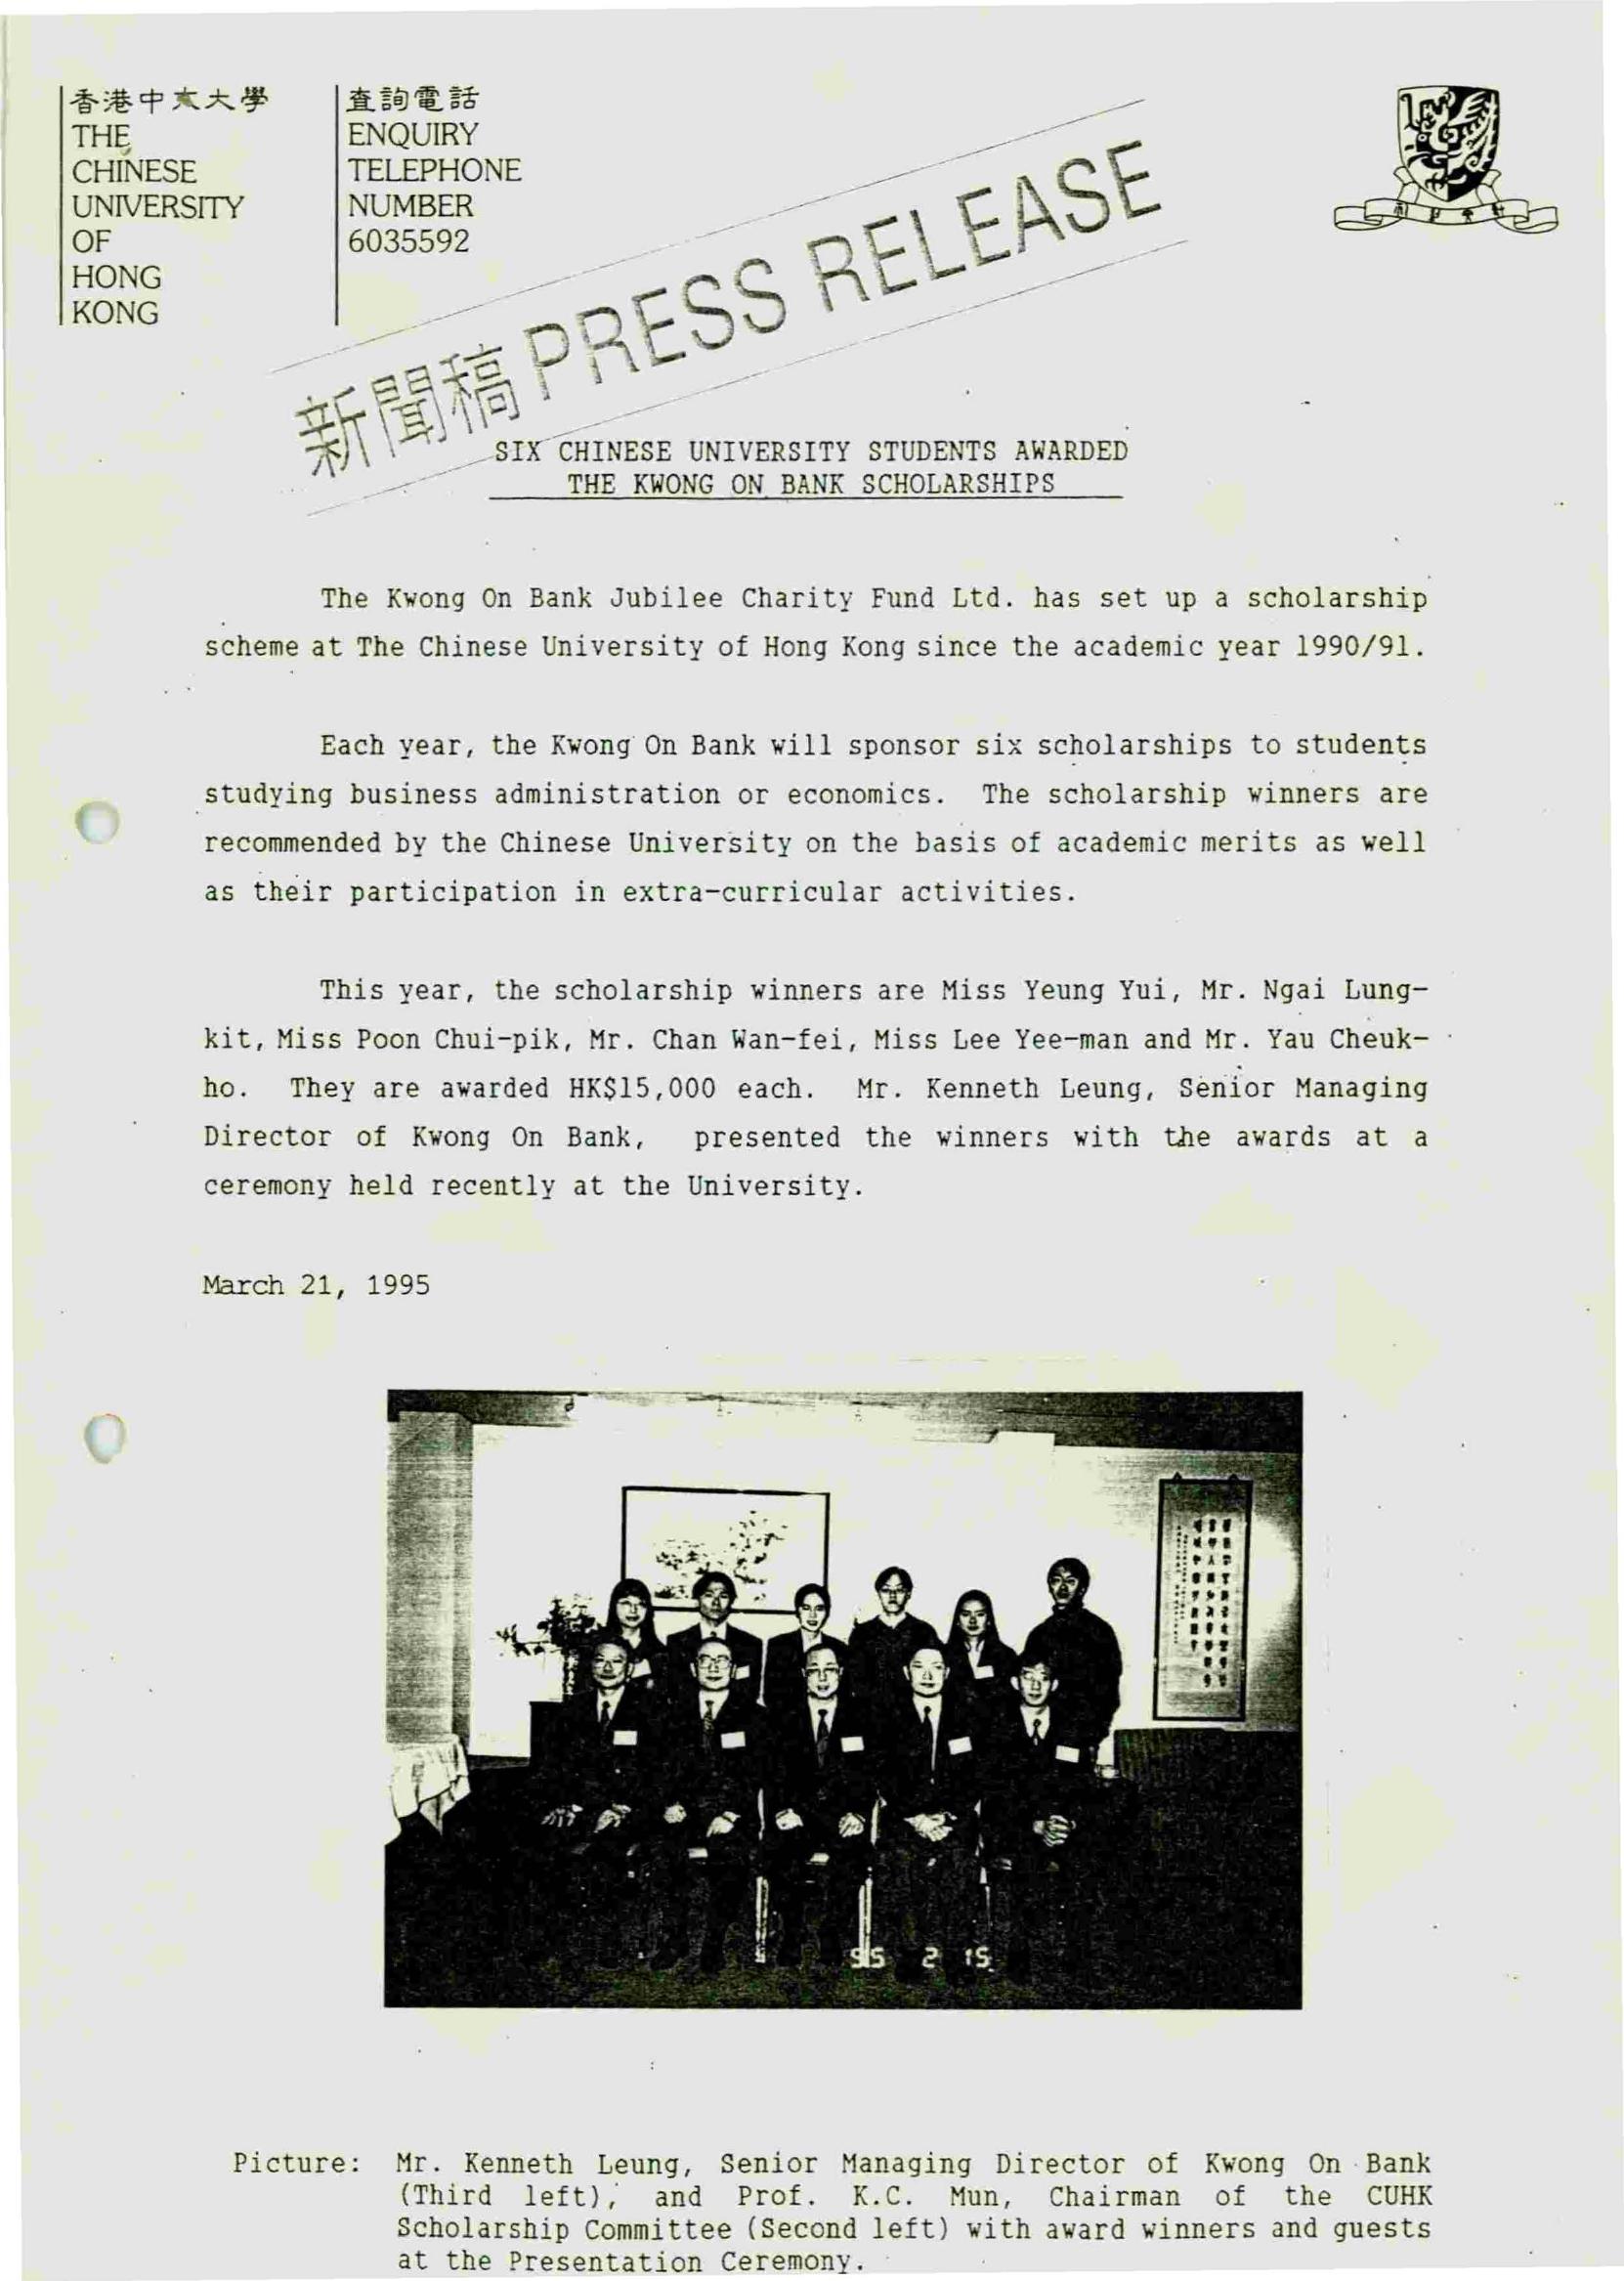 香港中文大學
THE
CHINESE
UNIVERSITY
OF
HONG
KONG
查詢電話
ENQUIRY
TELEPHONE
NUMBER
6035592
新聞稿 PRESS RELEASE
SIX CHINESE UNIVERSITY STUDENTS AWARDED
THE KWONG ON BANK SCHOLARSHIPS
The Kwong On Bank Jubilee Charity Fund Ltd. has set up a scholarship
scheme at The Chinese University of Hong Kong since the academic year 1990/91.
Each year, the Kwong On Bank will sponsor six scholarships to students
studying business administration or economics. The scholarship winners are
recommended by the Chinese University on the basis of academic merits as well
as their participation in extra-curricular activities.
This year, the scholarship winners are Miss Yeung Yui, Mr. Ngai Lung-
kit, Miss Poon Chui-pik, Mr. Chan Wan-fei, Miss Lee Yee-man and Mr. Yau Cheuk-
ho. They are awarded HK$15,000 each. Mr. Kenneth Leung, Senior Managing
Director of Kwong On Bank, presented the winners with the awards at a
ceremony held recently at the University.
March 21, 1995
95 2 15
Picture: Mr. Kenneth Leung, Senior Managing Director of Kwong On Bank
(Third left), and Prof. K.C. Mun, Chairman of the CUHK
Scholarship Committee (Second left) with award winners and guests
at the Presentation Ceremony.